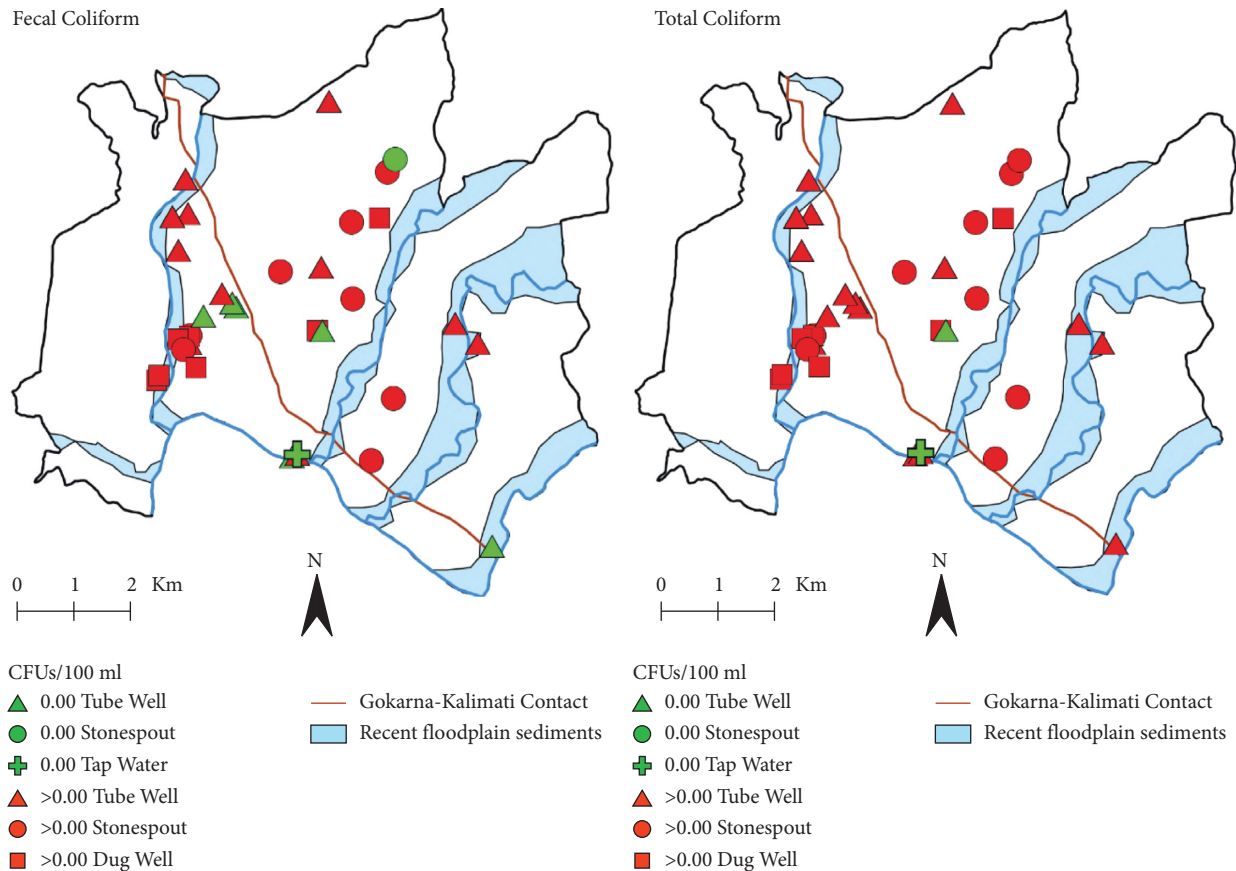 Fecal Coliform
N
0 1 2 Km
CFUs/100 ml
0.00 Tube Well
0.00 Stonespout
0.00 Tap Water
>0.00 Tube Well
>0.00 Stonespout
>0.00 Dug Well
Gokarna-Kalimati Contact
Recent floodplain sediments
Total Coliform
N
0 1 2 Km
CFUs/100 ml
0.00 Tube Well
0.00 Stonespout
0.00 Tap Water
>0.00 Tube Well
>0.00 Stonespout
>0.00 Dug Well
Gokarna-Kalimati Contact
Recent floodplain sediments